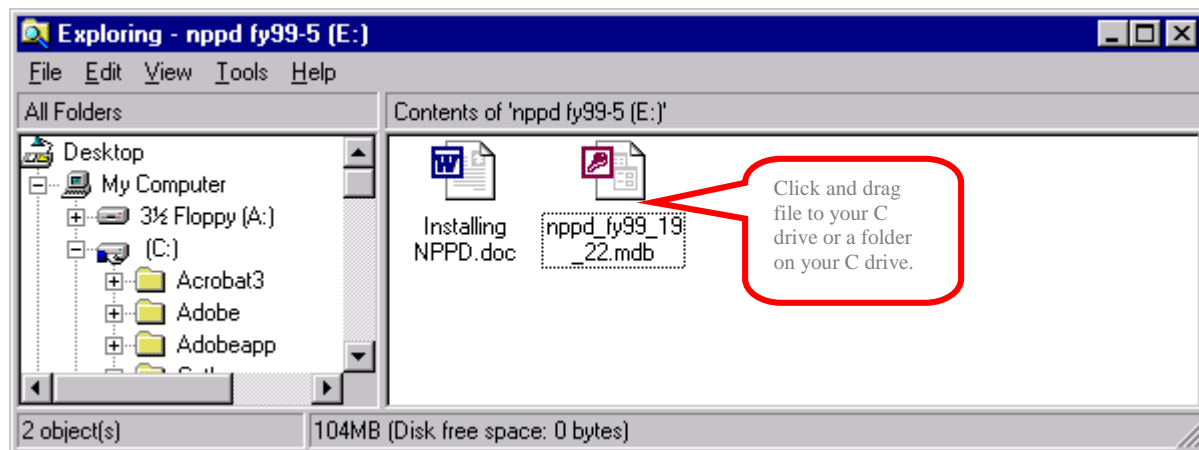 Exploring - nppd fy99-5 (E:)
File Edit View Tools Help
All Folders
Contents of 'nppd fy99-5 (E:)'
Desktop
My Computer
3½ Floppy (A:)
(C:)
Acrobat3
Adobe
Adobeapp
Installing
NPPD.doc
nppd_fy99_19
_22.mdb
Click and drag
file to your C
drive or a folder
on your C drive.
2 object(s)
104MB (Disk free space: 0 bytes)